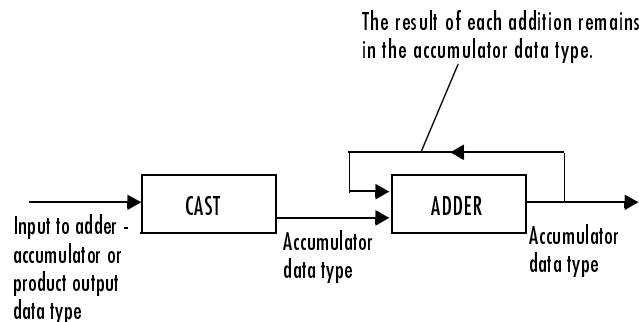 The result of each addition remains
in the accumulator data type.
CAST
ADDER
Input to adder -
accumulator or
product output
data type
Accumulator
data type
Accumulator
data type